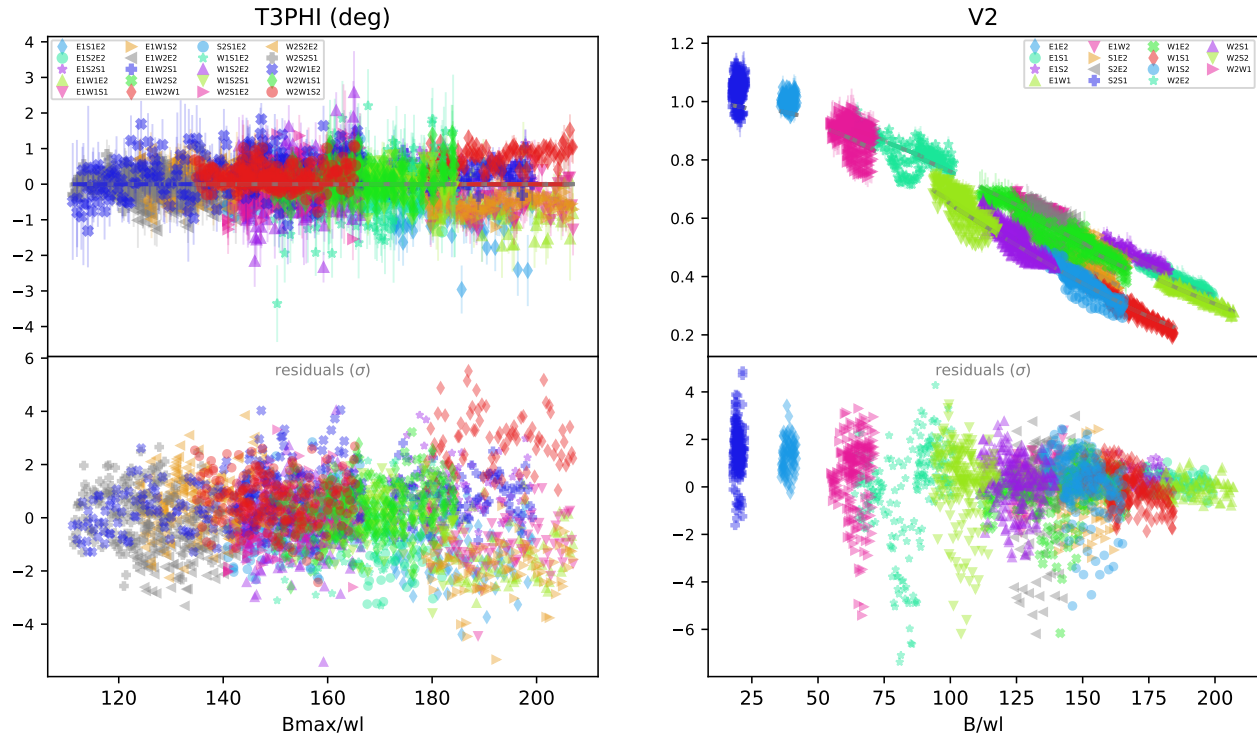 T3PHI (deg)
E1S1E2 E1W1S2 S2S1E2 W2S2E2
E1S2E2 E1W2E2 W1S1E2 W2S2S1
E1S2S1 E1W2S1 W1S2E2 W2W1E2
E1W1E2 E1W2S2 W1S2S1 W2W1S1
E1W1S1 E1W2W1 W2S1E2 W2W1S2
4
3
2
1
0
−1
−2
−3
−4
residuals (σ)
6
4
2
0
−2
−4
120 140 160 180 200
Bmax/wl
V2
E1E2 E1W2 W1E2 W2S1
E1S1 S1E2 W1S1 W2S2
E1S2 S2E2 W1S2 W2W1
E1W1 S2S1 W2E2
1.2
1.0
0.8
0.6
0.4
0.2
residuals (σ)
4
2
0
−2
−4
−6
25 50 75 100 125 150 175 200
B/wl